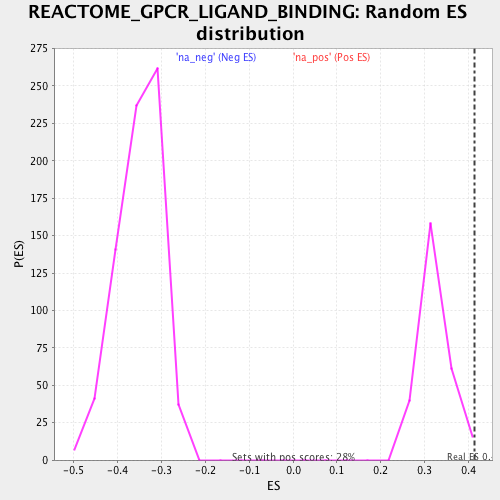 REACTOME_GPCR_LIGAND_BINDING: Random ES
distribution
'na_neg' (Neg ES) 'na_pos' (Pos ES)
275
250
225
200
175
150
125
100
75
50
25
0
P(ES)
Sets with pos scores: 28%
Real ES 0.
-0.5 -0.4 -0.3 -0.2 -0.1 0.0 0.1 0.2 0.3 0.4
ES